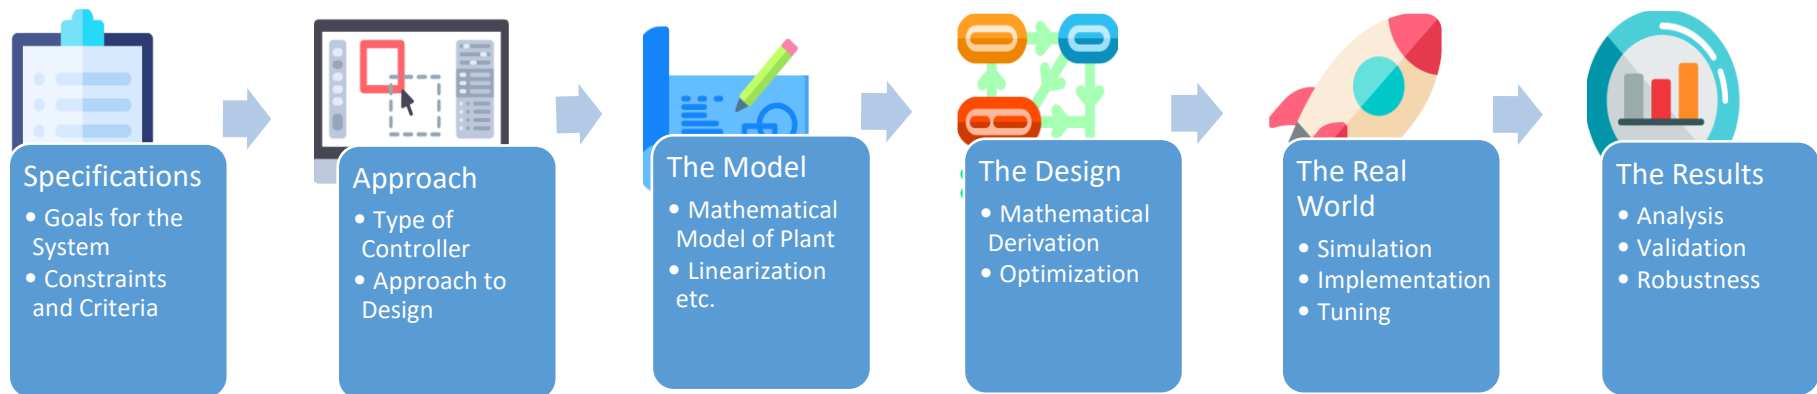 Specifications
• Goals for the
System
• Constraints
and Criteria
Approach
• Type of
Controller
• Approach to
Design
The Model
• Mathematical
Model of Plant
• Linearization
etc.
The Design
• Mathematical
Derivation
• Optimization
The Real
World
• Simulation
• Implementation
• Tuning
The Results
• Analysis
• Validation
• Robustness